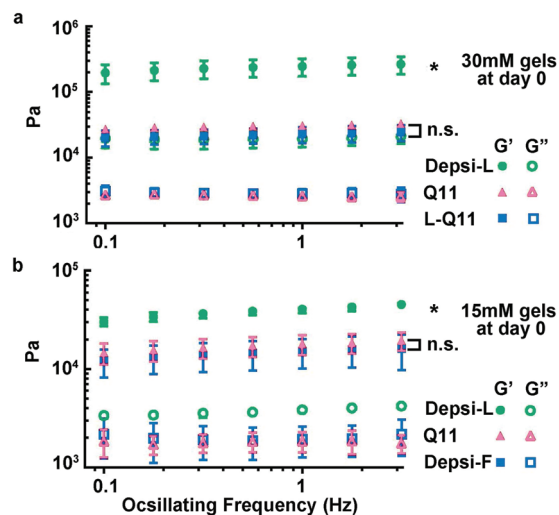 a
10⁶
10⁵
10⁴
10³
Pa
0.1
1
*
30mM gels
at day 0
n.s.
G' G"
Depsi-L
Q11
L-Q11
b
10⁵
10⁴
10³
Pa
0.1
1
Ocsillating Frequency (Hz)
*
15mM gels
at day 0
n.s.
G' G"
Depsi-L
Q11
Depsi-F